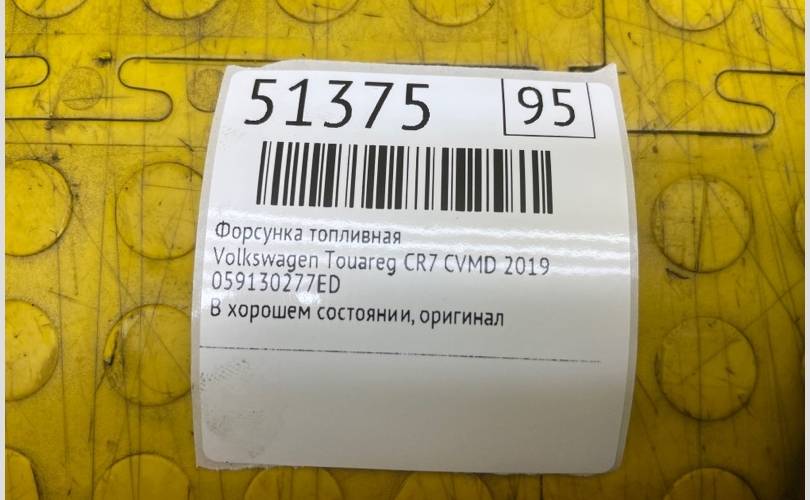 51375 95
Форсунка топливная
Volkswagen Touareg CR7 CVMD 2019
059130277ED
В хорошем состоянии, оригинал